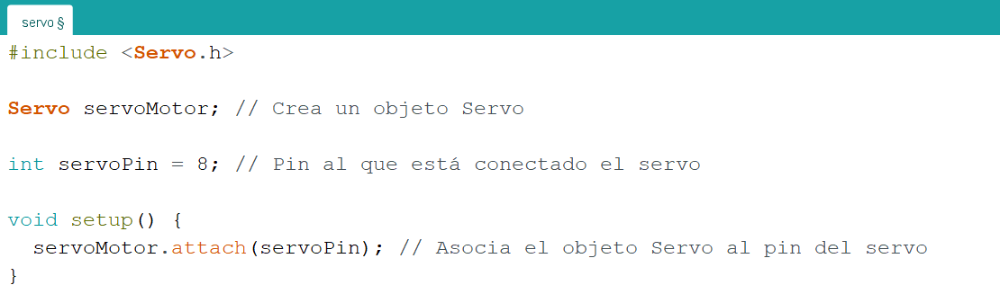 servo §
#include <Servo.h>
Servo servoMotor; // Crea un objeto Servo
int servoPin = 8; // Pin al que está conectado el servo
void setup() {
  servoMotor.attach(servoPin); // Asocia el objeto Servo al pin del servo
}